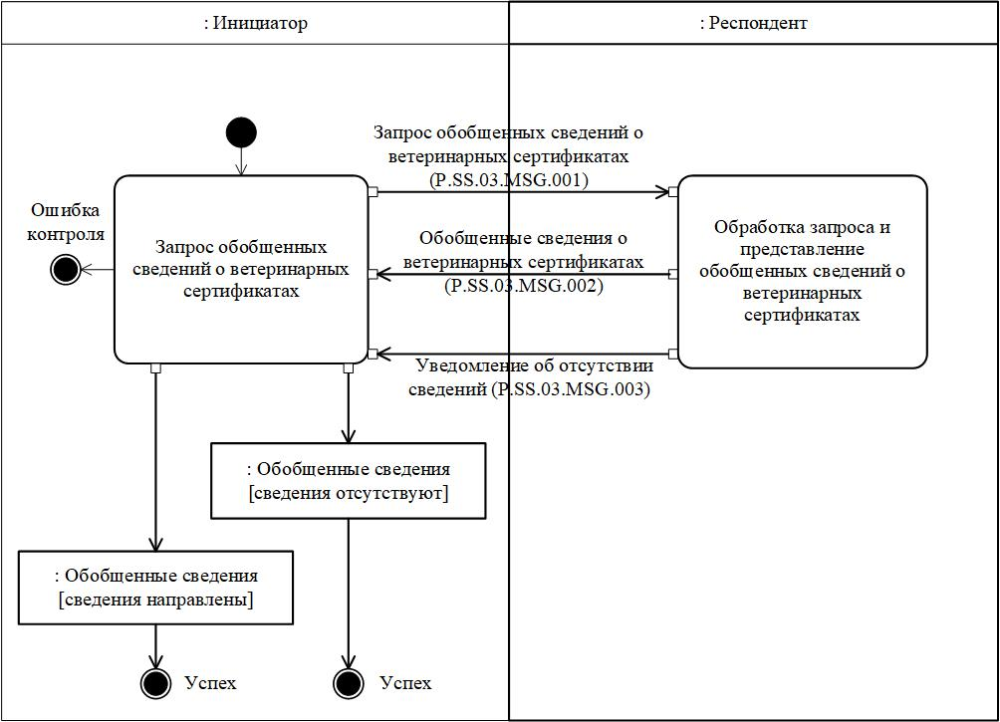 : Инициатор
: Респондент
Запрос обобщенных сведений о
ветеринарных сертификатах
(P.SS.03.MSG.001)
Ошибка
контроля
Запрос обобщенных
сведений о ветеринарных
сертификатах
Обобщенные сведения о
ветеринарных сертификатах
(P.SS.03.MSG.002)
Обработка запроса и
представление
обобщенных сведений о
ветеринарных
сертификатах
Уведомление об отсутствии
сведений (P.SS.03.MSG.003)
: Обобщенные сведения
[сведения отсутствуют]
: Обобщенные сведения
[сведения направлены]
Успех
Успех